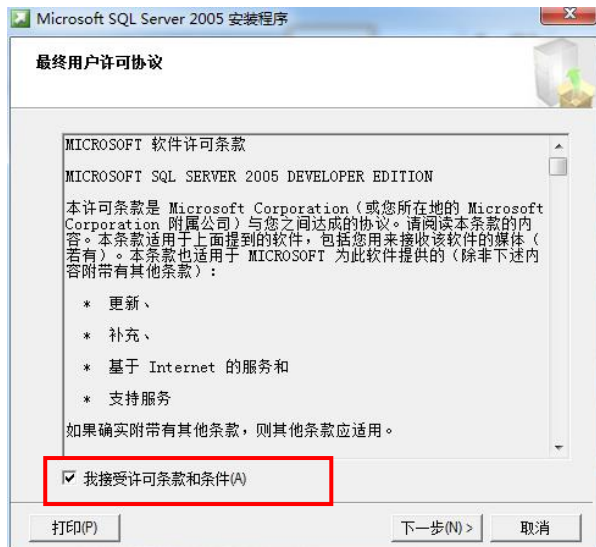 Microsoft SQL Server 2005 安装程序
最终用户许可协议
MICROSOFT 软件许可条款
MICROSOFT SQL SERVER 2005 DEVELOPER EDITION
本许可条款是 Microsoft Corporation（或您所在地的 Microsoft
Corporation 附属公司）与您之间达成的协议。请阅读本条款的内
容。本条款适用于上面提到的软件，包括您用来接收该软件的媒体（
若有）。本条款也适用于 MICROSOFT 为此软件提供的（除非下述内
容附带有其他条款）：
* 更新、
* 补充、
* 基于 Internet 的服务和
* 支持服务
如果确实附带有其他条款，则其他条款应适用。
我接受许可条款和条件(A)
打印(P)
下一步(N) >
取消